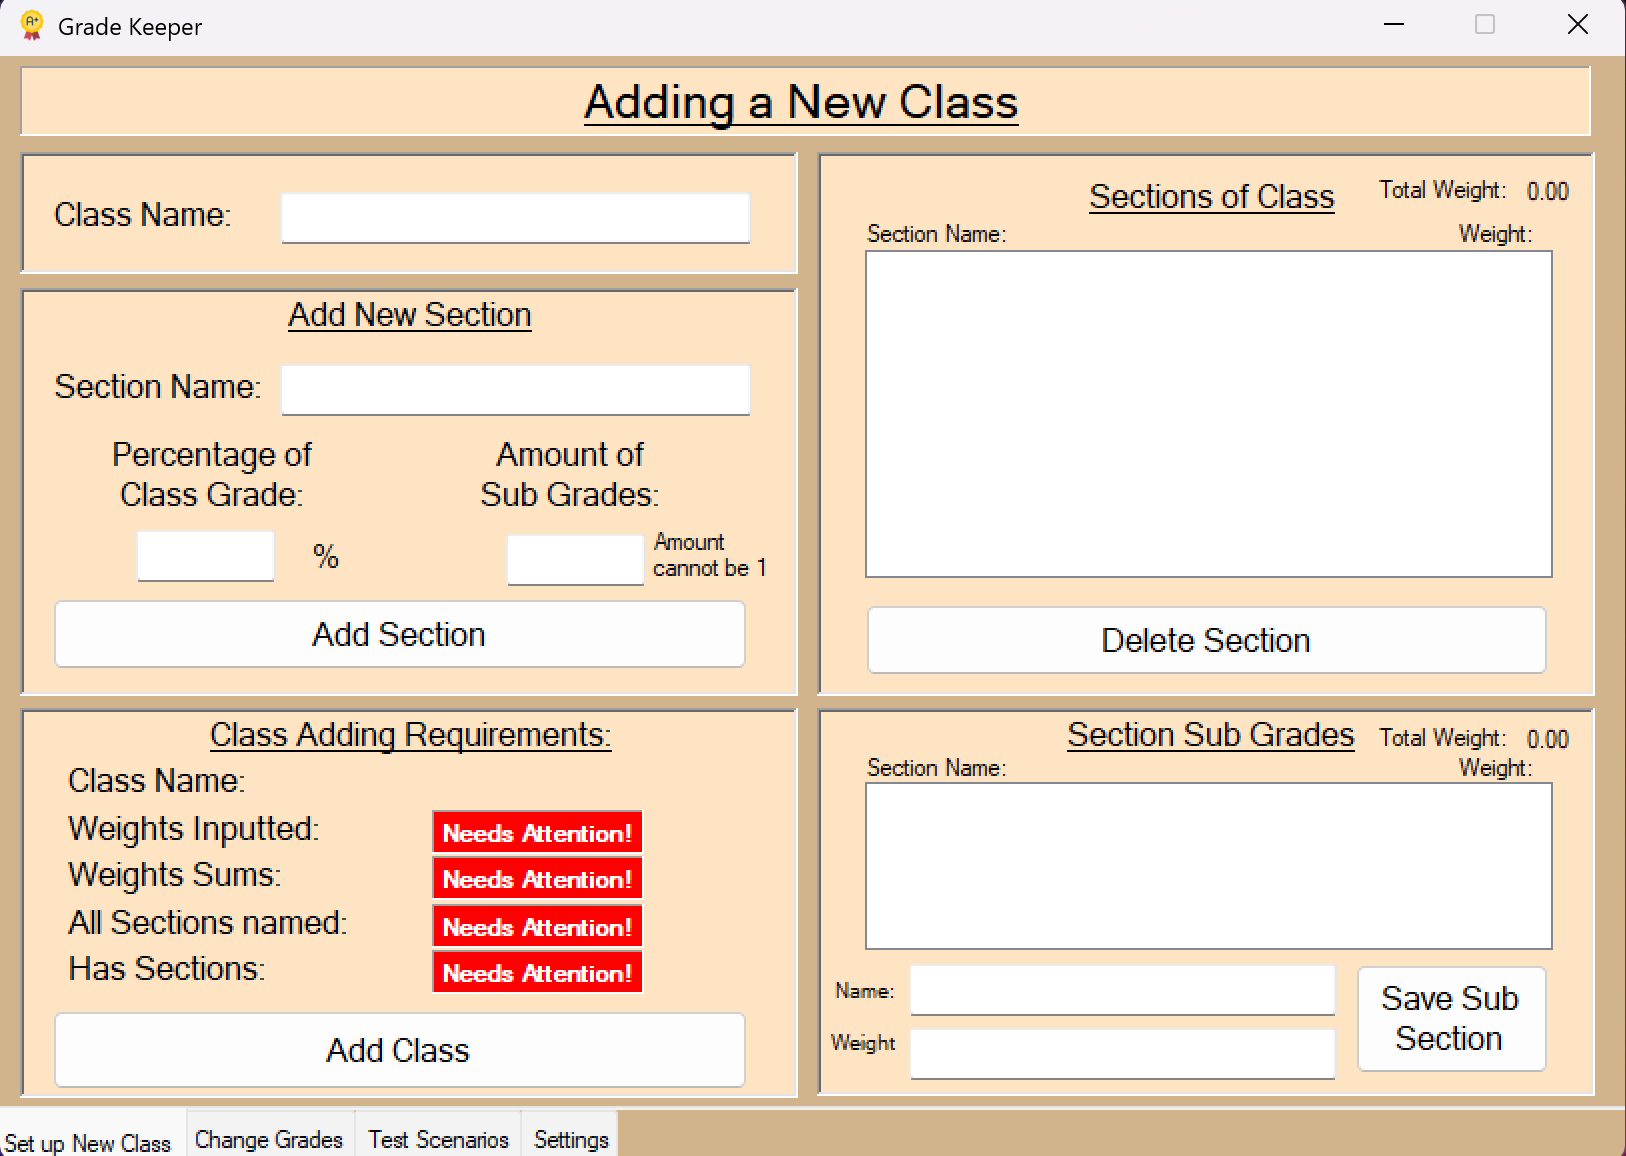 A+
Grade Keeper
Adding a New Class
Class Name:
Add New Section
Section Name:
Percentage of
Class Grade:
%
Amount of
Sub Grades:
Amount
cannot be 1
Add Section
Class Adding Requirements:
Class Name:
Weights Inputted: Needs Attention!
Weights Sums: Needs Attention!
All Sections named: Needs Attention!
Has Sections: Needs Attention!
Add Class
Sections of Class
Total Weight: 0.00
Section Name: Weight:
Delete Section
Section Sub Grades
Total Weight: 0.00
Section Name: Weight:
Name:
Weight
Save Sub
Section
Set up New Class Change Grades Test Scenarios Settings